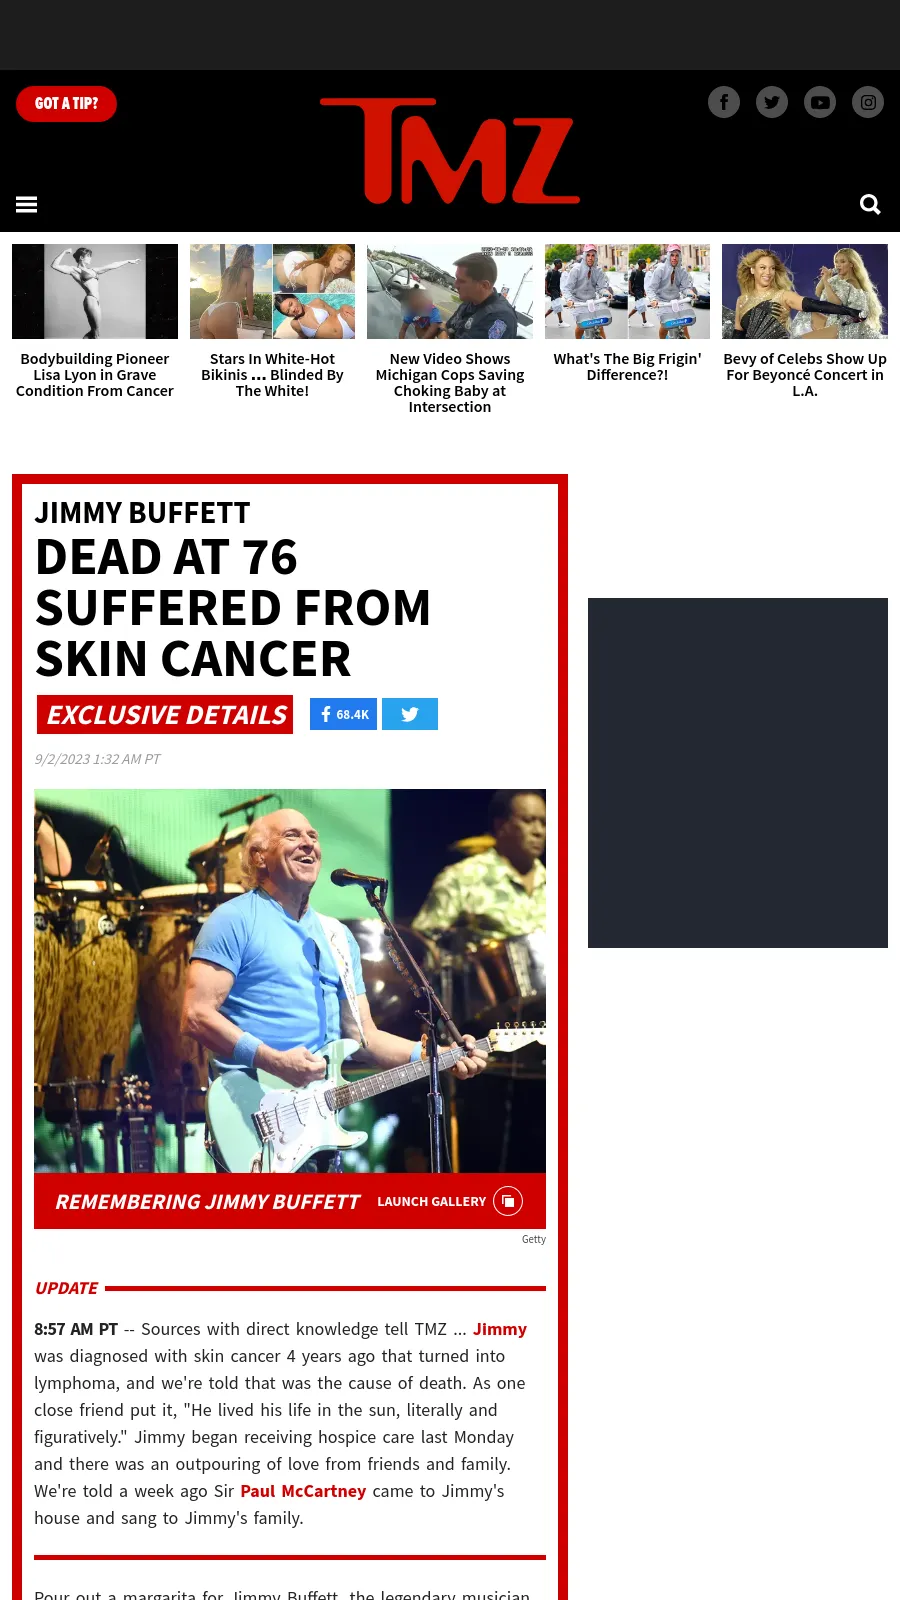 GOT A TIP?
TMZ
Bodybuilding Pioneer
Lisa Lyon in Grave
Condition From Cancer
Stars In White-Hot
Bikinis ... Blinded By
The White!
New Video Shows
Michigan Cops Saving
Choking Baby at
Intersection
What's The Big Frigin'
Difference?!
Bevy of Celebs Show Up
For Beyoncé Concert in
L.A.
JIMMY BUFFETT
DEAD AT 76
SUFFERED FROM
SKIN CANCER
EXCLUSIVE DETAILS
68.4K
9/2/2023 1:32 AM PT
REMEMBERING JIMMY BUFFETT
LAUNCH GALLERY
Getty
UPDATE
8:57 AM PT -- Sources with direct knowledge tell TMZ ... Jimmy
was diagnosed with skin cancer 4 years ago that turned into
lymphoma, and we're told that was the cause of death. As one
close friend put it, "He lived his life in the sun, literally and
figuratively." Jimmy began receiving hospice care last Monday
and there was an outpouring of love from friends and family.
We're told a week ago Sir Paul McCartney came to Jimmy's
house and sang to Jimmy's family.
Pour out a margarita for Jimmy Buffett, the legendary musician